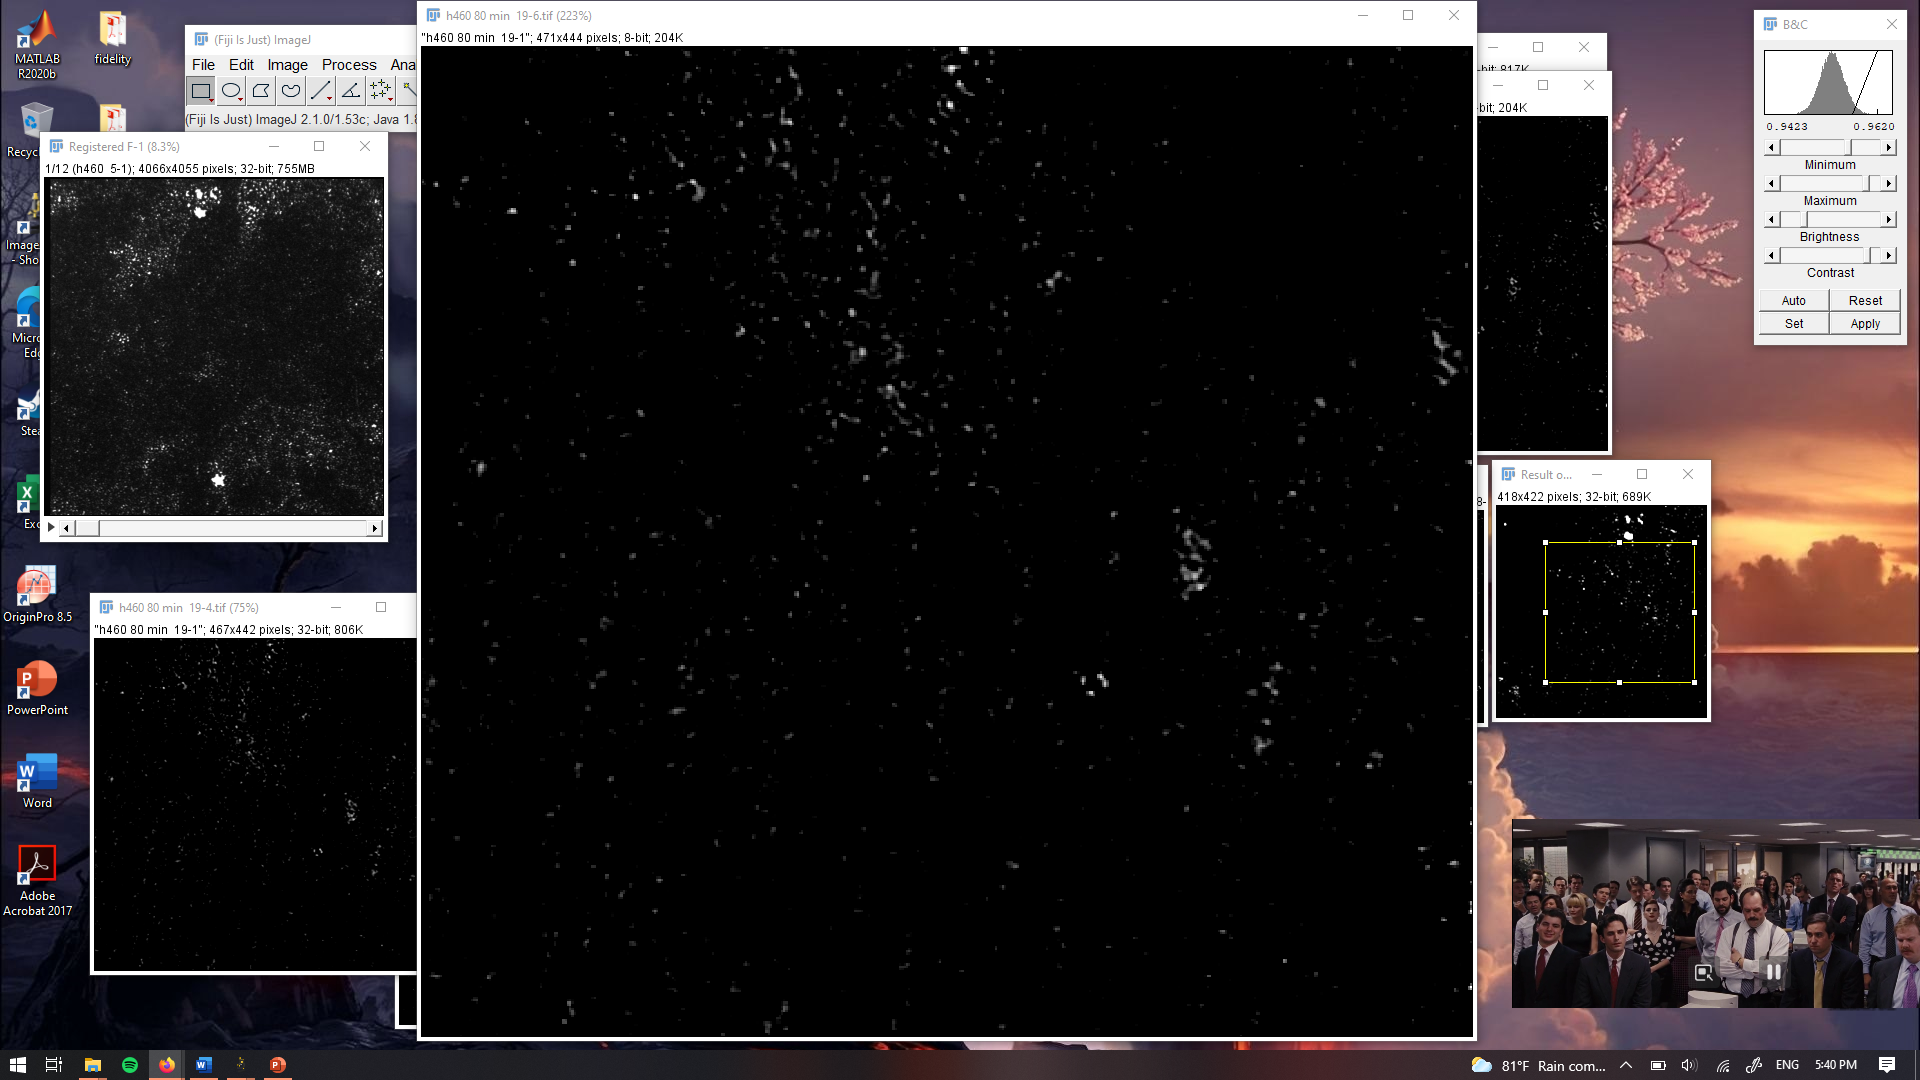 MATLAB
R2020b
fidelity
(Fiji Is Just) ImageJ
File Edit Image Process Ana
(Fiji Is Just) ImageJ 2.1.0/1.53c; Java 1.8
Registered F-1 (8.3%)
1/12 (h460 5-1); 4066x4055 pixels; 32-bit; 755MB
h460 80 min 19-6.tif (223%)
"h460 80 min 19-1"; 471x444 pixels; 8-bit; 204K
h460 80 min 19-4.tif (75%)
"h460 80 min 19-1"; 467x442 pixels; 32-bit; 806K
-bit; 817K
bit; 204K
8-
Result o...
418x422 pixels; 32-bit; 689K
B&C
0.9423 0.9620
Minimum
Maximum
Brightness
Contrast
Auto Reset
Set Apply
Recyc
Image
- Sho
Micro
Edg
Stea
Exc
OriginPro 8.5
PowerPoint
Word
Adobe
Acrobat 2017
81°F Rain com... ENG 5:40 PM